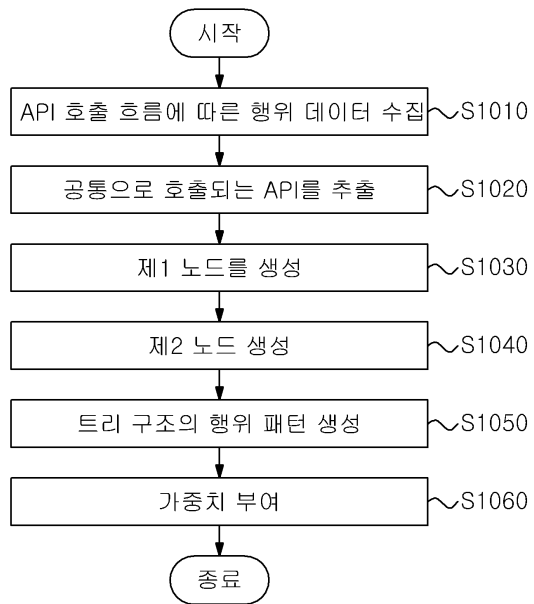 시작
API 호출 흐름에 따른 행위 데이터 수집 S1010
공통으로 호출되는 API를 추출 S1020
제1 노드를 생성 S1030
제2 노드 생성 S1040
트리 구조의 행위 패턴 생성 S1050
가중치 부여 S1060
종료